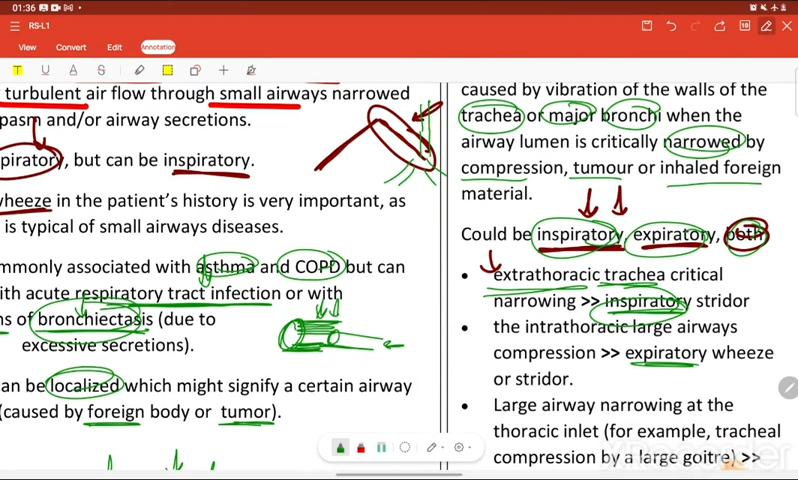 01:36
RS-L1
View Convert Edit Annotation
turbulent air flow through small airways narrowed
pasm and/or airway secretions.
piratory, but can be inspiratory.
wheeze in the patient's history is very important, as
is typical of small airways diseases.
ommonly associated with asthma and COPD but can
ith acute respiratory tract infection or with
ns of bronchiectasis (due to
excessive secretions).
an be localized which might signify a certain airway
(caused by foreign body or tumor).
caused by vibration of the walls of the
trachea or major bronchi when the
airway lumen is critically narrowed by
compression, tumour or inhaled foreign
material.
Could be inspiratory, expiratory, both
• extrathoracic trachea critical
narrowing >> inspiratory stridor
• the intrathoracic large airways
compression >> expiratory wheeze
or stridor.
• Large airway narrowing at the
thoracic inlet (for example, tracheal
compression by a large goitre) >>